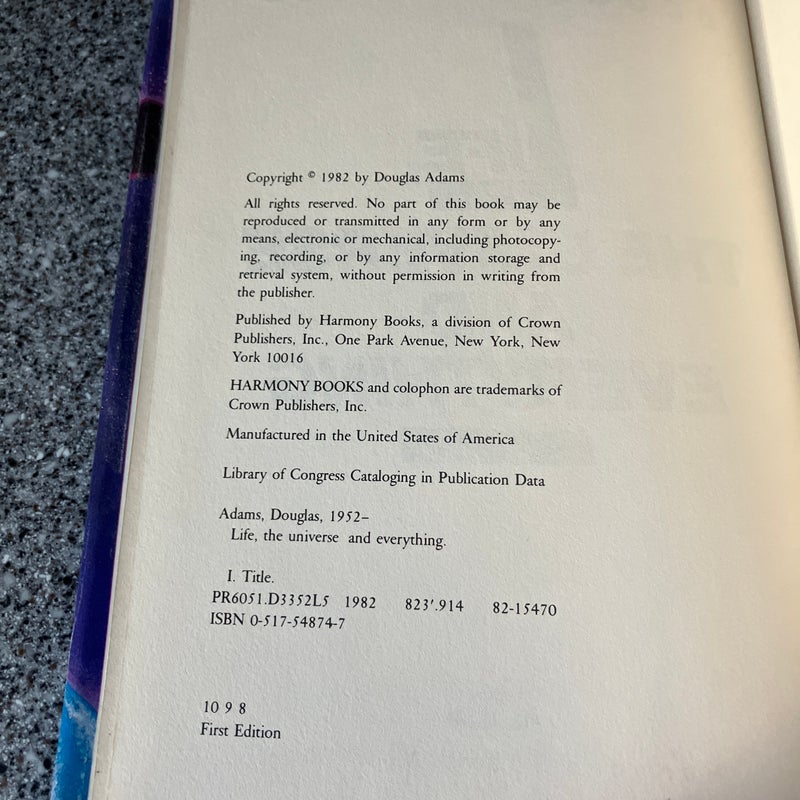 Copyright © 1982 by Douglas Adams
All rights reserved. No part of this book may be
reproduced or transmitted in any form or by any
means, electronic or mechanical, including photocopy-
ing, recording, or by any information storage and
retrieval system, without permission in writing from
the publisher.
Published by Harmony Books, a division of Crown
Publishers, Inc., One Park Avenue, New York, New
York 10016
HARMONY BOOKS and colophon are trademarks of
Crown Publishers, Inc.
Manufactured in the United States of America
Library of Congress Cataloging in Publication Data
Adams, Douglas, 1952–
Life, the universe and everything.
I. Title.
PR6051.D3352L5 1982 823′.914 82-15470
ISBN 0-517-54874-7
10 9 8
First Edition